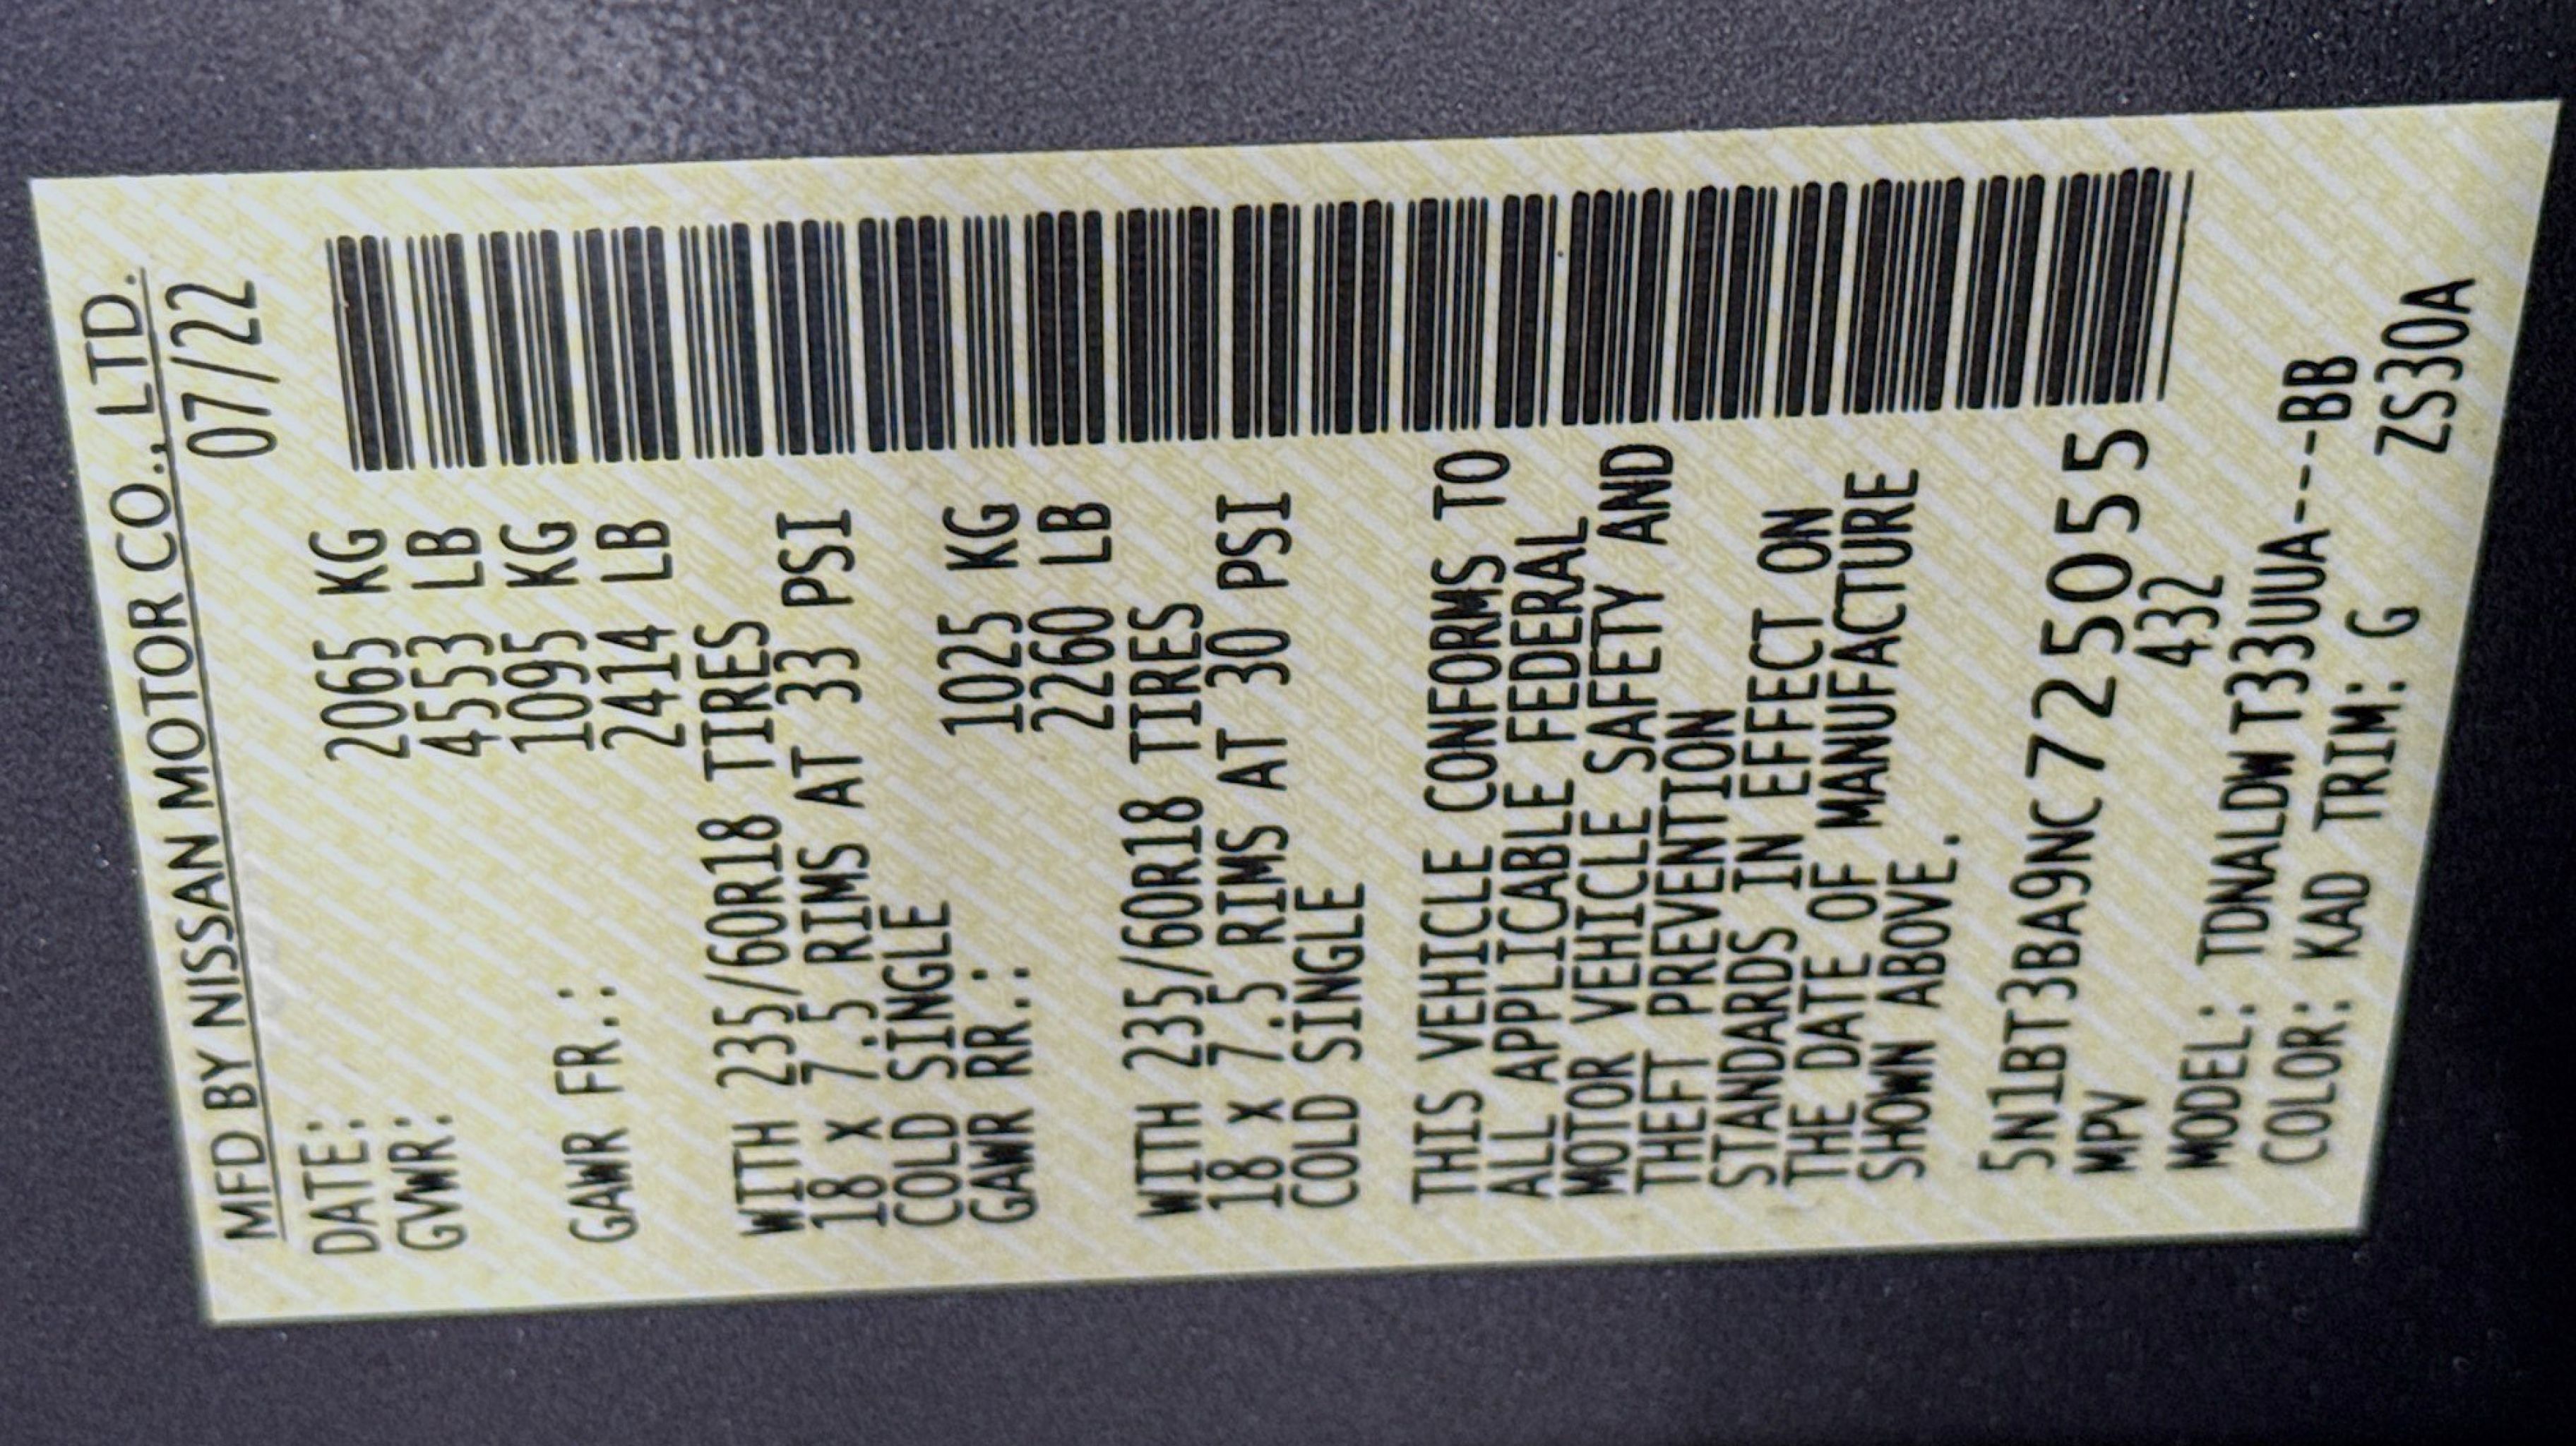 MFD BY NISSAN MOTOR CO., LTD.
DATE: 07/22
GVWR: 2065 KG
4553 LB
GAWR FR.: 1095 KG
2414 LB
WITH 235/60R18 TIRES
18 x 7.5 RIMS AT 33 PSI
COLD SINGLE
GAWR RR.: 1025 KG
2260 LB
WITH 235/60R18 TIRES
18 x 7.5 RIMS AT 30 PSI
COLD SINGLE
THIS VEHICLE CONFORMS TO
ALL APPLICABLE FEDERAL
MOTOR VEHICLE SAFETY AND
THEFT PREVENTION
STANDARDS IN EFFECT ON
THE DATE OF MANUFACTURE
SHOWN ABOVE.
5N1BT3BA9NC725055
MPV 432
MODEL: TDNALDWT33UUA---BB
COLOR: KAD TRIM: G
ZS30A